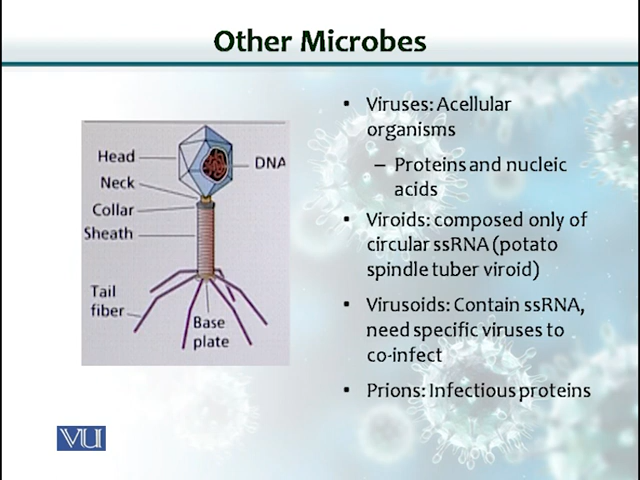 Other Microbes
Head
DNA
Neck
Collar
Sheath
Tail
fiber
Base
plate
• Viruses: Acellular
organisms
– Proteins and nucleic
acids
• Viroids: composed only of
circular ssRNA (potato
spindle tuber viroid)
• Virusoids: Contain ssRNA,
need specific viruses to
co-infect
• Prions: Infectious proteins
VU